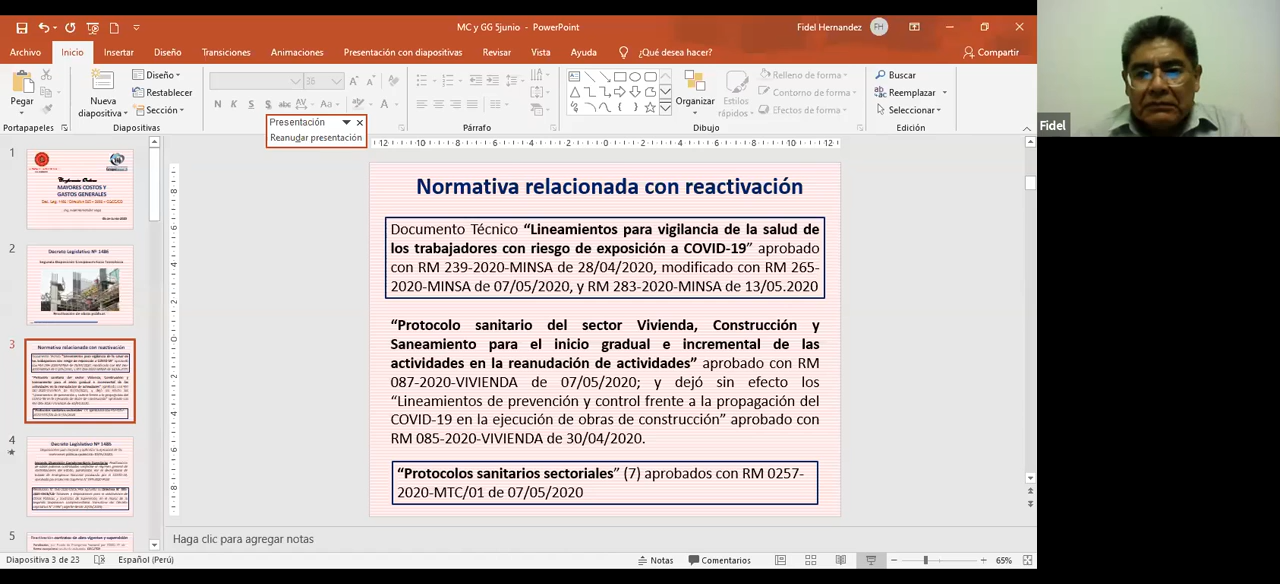 MC y GG 5junio - PowerPoint
Fidel Hernandez
FH
Archivo
Inicio
Insertar
Diseño
Transiciones
Animaciones
Presentación con diapositivas
Revisar
Vista
Ayuda
¿Qué desea hacer?
Compartir
Pegar
Nueva diapositiva
Diseño
Restablecer
Sección
N K S S abc AV Aa A
Organizar
Estilos rápidos
Relleno de forma
Contorno de forma
Efectos de forma
Buscar
Reemplazar
Seleccionar
Portapapeles
Diapositivas
Párrafo
Dibujo
Edición
Presentación
Reanudar presentación
Fidel
1
MAYORES COSTOS Y
GASTOS GENERALES
2
Decreto Legislativo Nº 1486
3
Normativa relacionada con reactivación
4
Decreto Legislativo Nº 1486
5
Normativa relacionada con reactivación
Documento Técnico “Lineamientos para vigilancia de la salud de
los trabajadores con riesgo de exposición a COVID-19” aprobado
con RM 239-2020-MINSA de 28/04/2020, modificado con RM 265-
2020-MINSA de 07/05/2020, y RM 283-2020-MINSA de 13/05.2020
“Protocolo sanitario del sector Vivienda, Construcción y
Saneamiento para el inicio gradual e incremental de las
actividades en la reanudación de actividades” aprobado con RM
087-2020-VIVIENDA de 07/05/2020; y dejó sin efecto los
“Lineamientos de prevención y control frente a la propagación del
COVID-19 en la ejecución de obras de construcción” aprobado con
RM 085-2020-VIVIENDA de 30/04/2020.
“Protocolo sanitarios sectoriales” (7) aprobados con RM 0257-
2020-MTC/01 de 07/05/2020
Haga clic para agregar notas
Diapositiva 3 de 23
Español (Perú)
Notas
Comentarios
65%